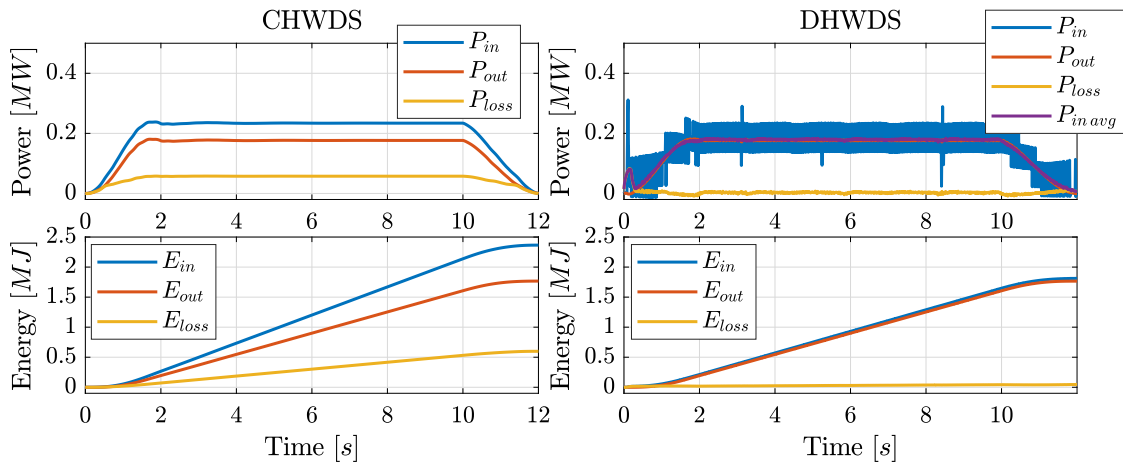 CHWDS
DHWDS
Power [MW]
0.4
0.2
0
P_in
P_out
P_loss
0 2 4 6 8 10 12
Power [MW]
0.4
0.2
0
P_in
P_out
P_loss
P_in avg
0 2 4 6 8 10
Energy [MJ]
2.5
2
1.5
1
0.5
0
E_in
E_out
E_loss
0 2 4 6 8 10 12
Time [s]
Energy [MJ]
2.5
2
1.5
1
0.5
0
E_in
E_out
E_loss
0 2 4 6 8 10
Time [s]